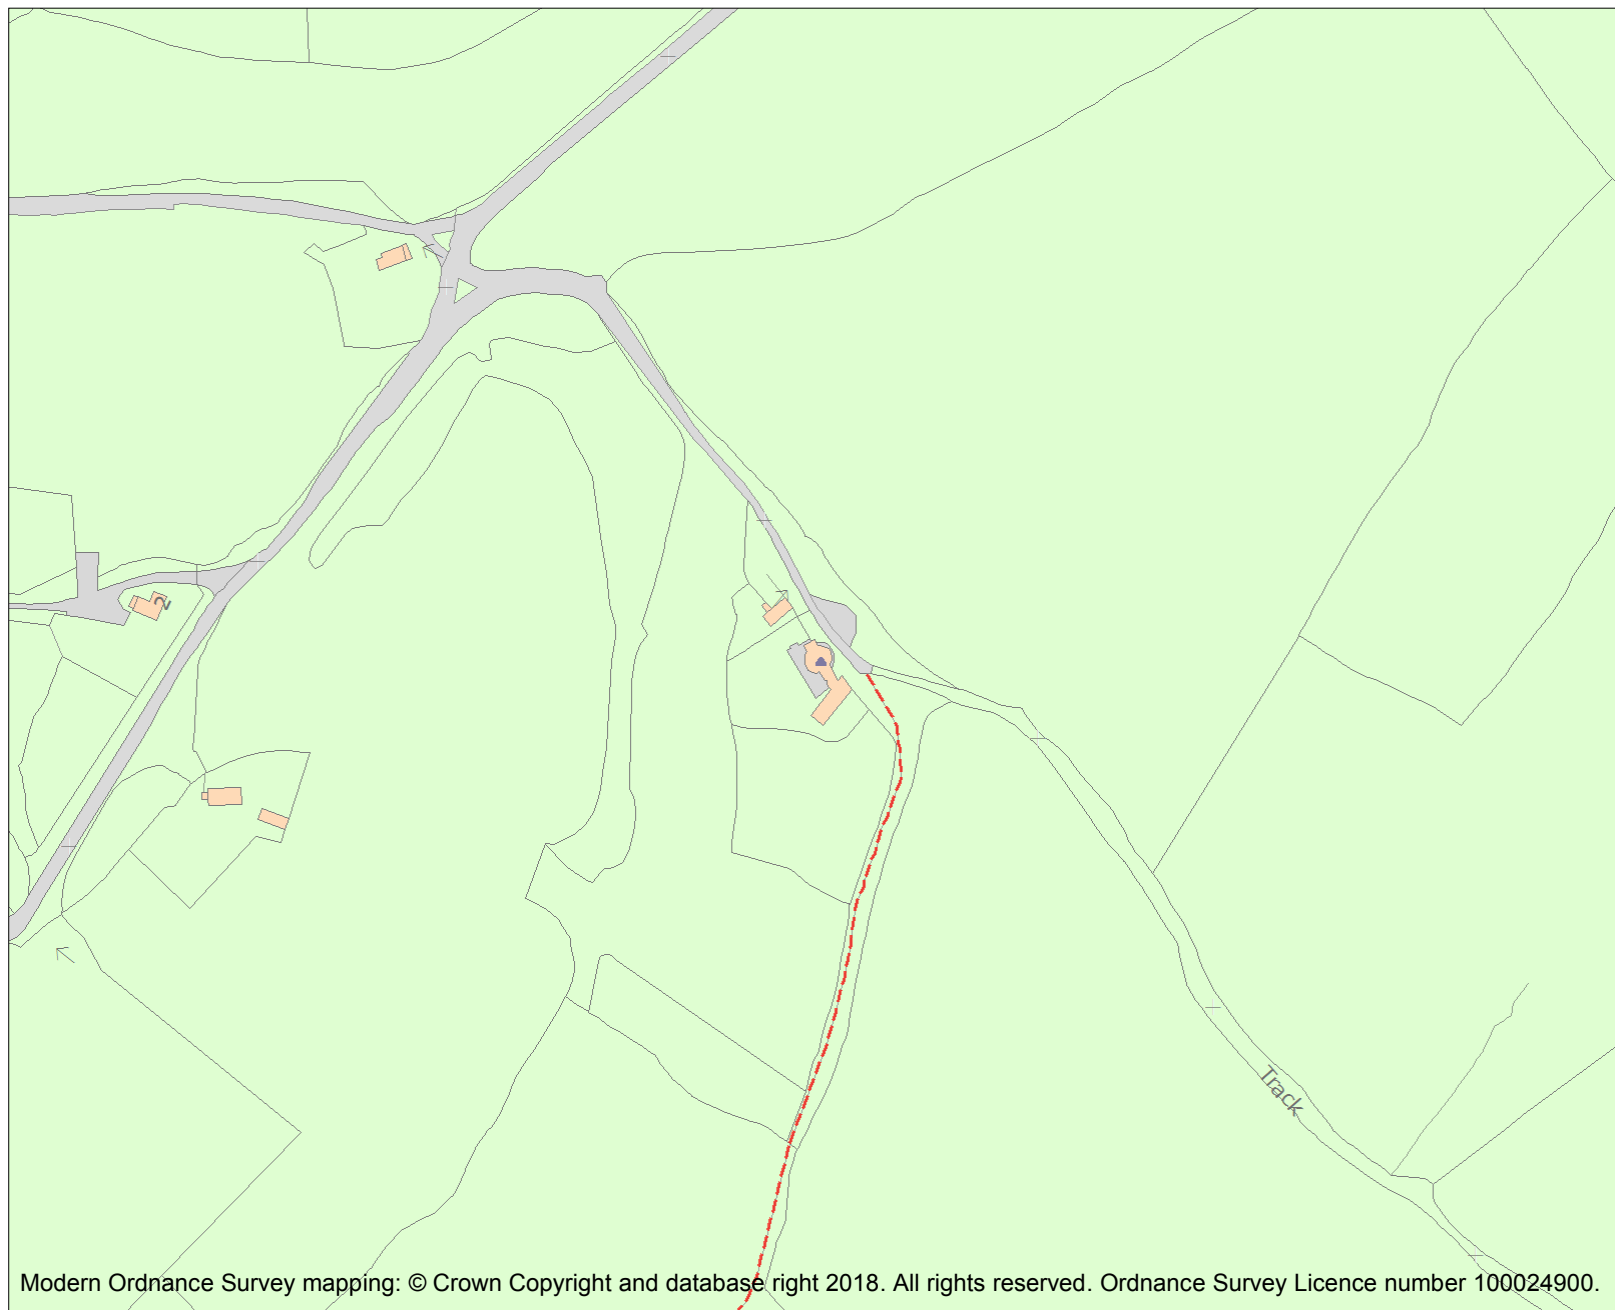 2
Track
Modern Ordnance Survey mapping: © Crown Copyright and database right 2018. All rights reserved. Ordnance Survey Licence number 100024900.